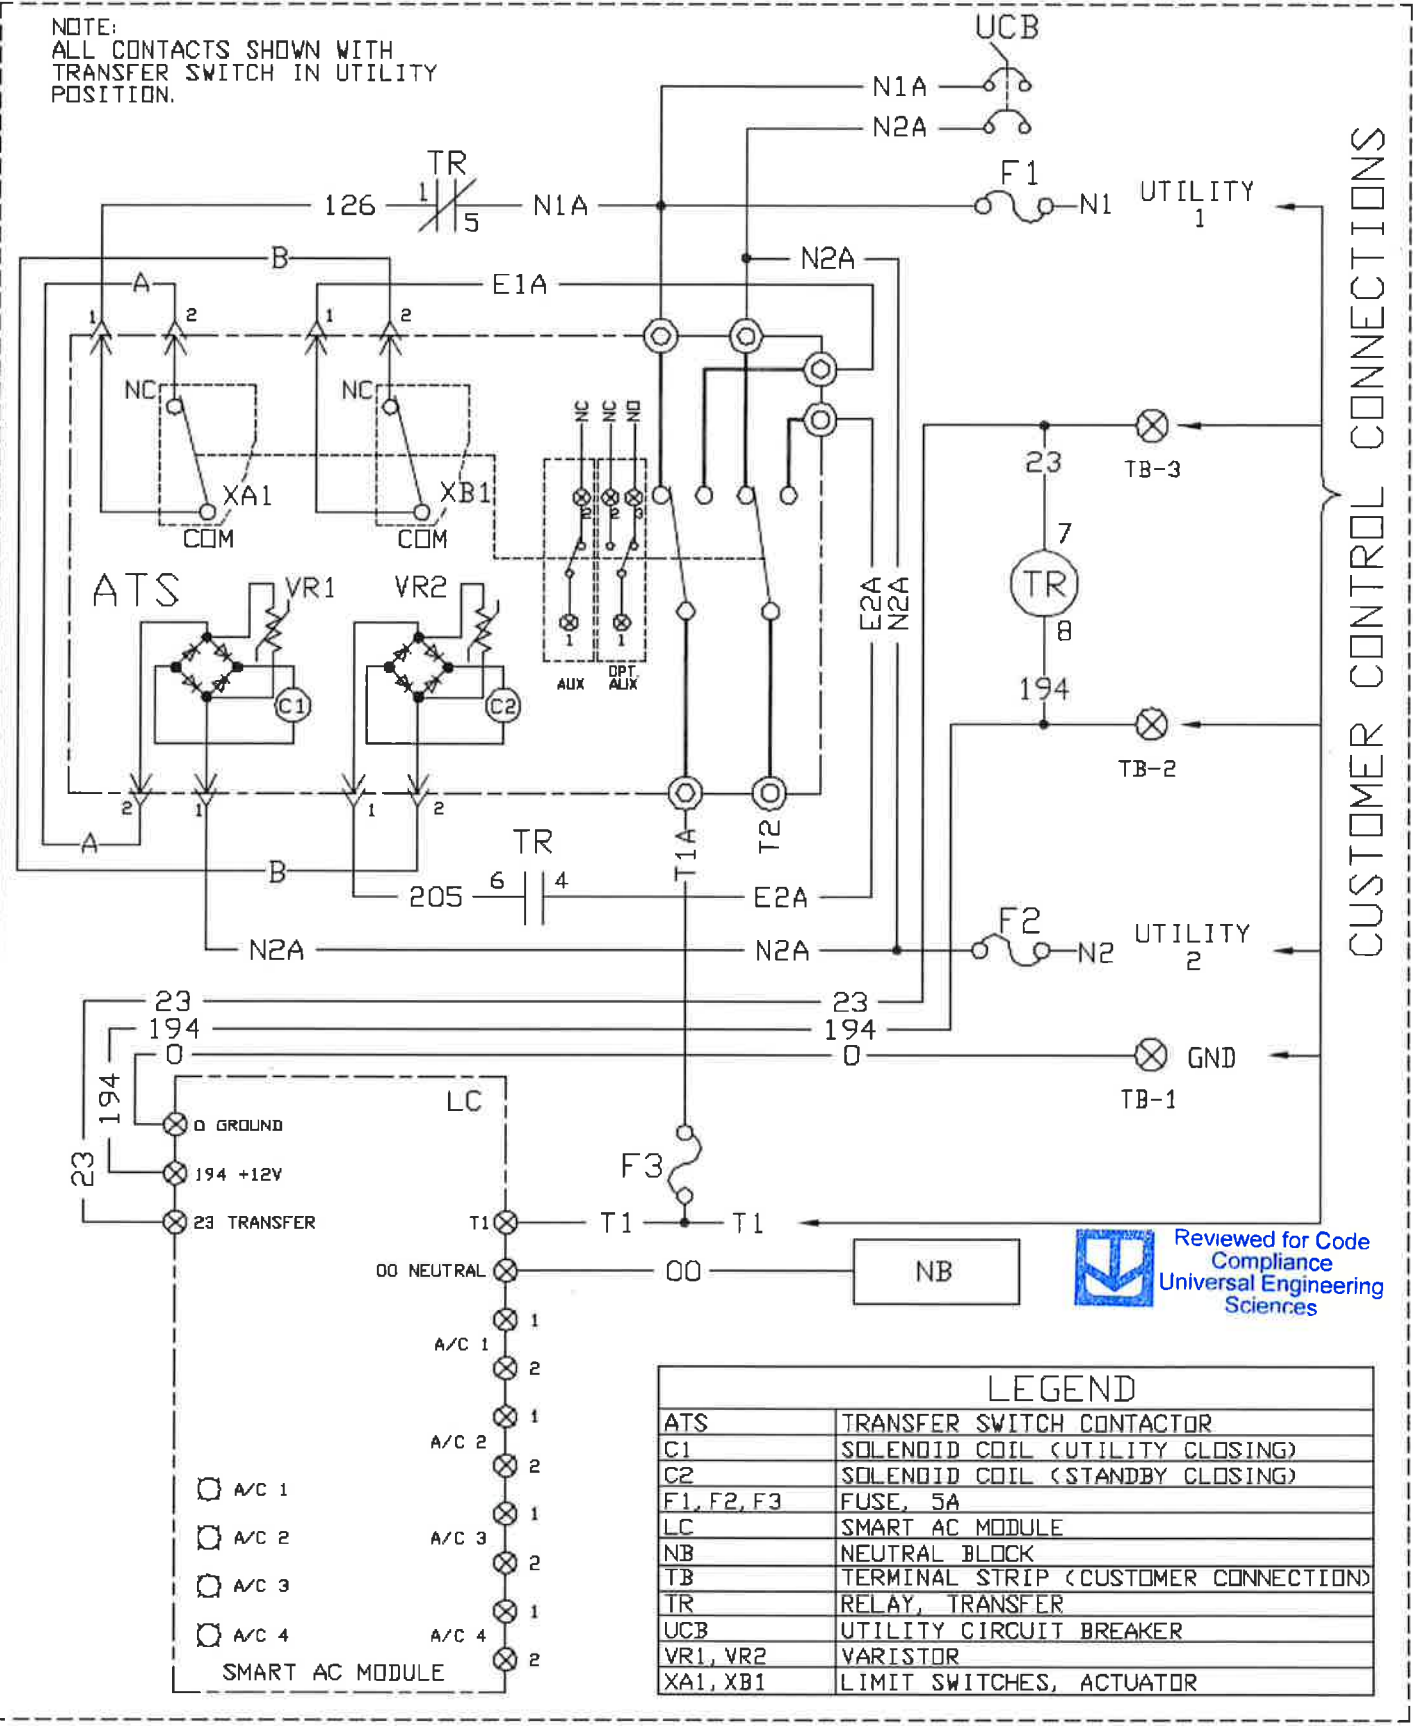 NOTE:
ALL CONTACTS SHOWN WITH
TRANSFER SWITCH IN UTILITY
POSITION.
UCB
N1A
N2A
TR
1
5
126
N1A
F1
N1
UTILITY
1
B
N2A
A
E1A
1
2
1
2
NC
NC
XA1
XB1
COM
COM
NC
NC
NO
2
2
3
1
1
AUX
OPT.
AUX
ATS
VR1
VR2
C1
C2
E2A
N2A
23
TB-3
7
TR
8
194
TB-2
CUSTOMER CONTROL CONNECTIONS
2
1
1
2
T1A
T2
A
TR
B
205
6
4
E2A
F2
N2A
N2A
N2
UTILITY
2
23
23
194
194
0
0
GND
TB-1
194
23
LC
0 GROUND
194 +12V
23 TRANSFER
F3
T1
T1
T1
00 NEUTRAL
00
NB
Reviewed for Code
Compliance
Universal Engineering
Sciences
1
A/C 1
2
1
A/C 2
2
1
A/C 3
2
1
A/C 4
2
A/C 1
A/C 2
A/C 3
A/C 4
SMART AC MODULE
LEGEND
ATS TRANSFER SWITCH CONTACTOR
C1 SOLENOID COIL (UTILITY CLOSING)
C2 SOLENOID COIL (STANDBY CLOSING)
F1, F2, F3 FUSE, 5A
LC SMART AC MODULE
NB NEUTRAL BLOCK
TB TERMINAL STRIP (CUSTOMER CONNECTION)
TR RELAY, TRANSFER
UCB UTILITY CIRCUIT BREAKER
VR1, VR2 VARISTOR
XA1, XB1 LIMIT SWITCHES, ACTUATOR